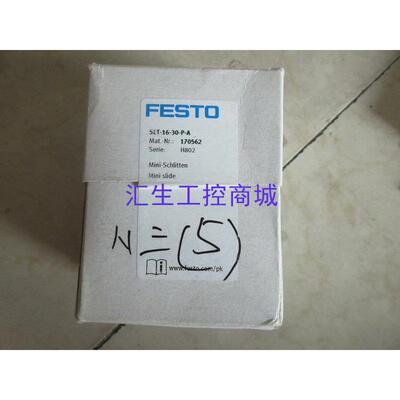 FESTO
SLT-16-30-P-A
Mat.-Nr.: 170562
Serie: H802
Mini-Schlitten
Mini slide
汇生工控商城
N = (5)
www.festo.com/pk